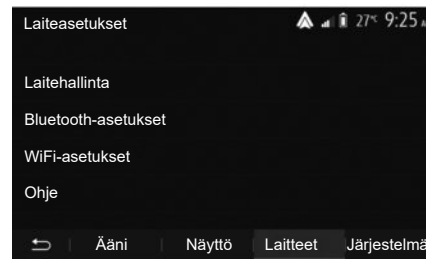 Laiteasetukset 27°C 9:25
Laitehallinta
Bluetooth-asetukset
WiFi-asetukset
Ohje
Ääni Näyttö Laitteet Järjestelmä